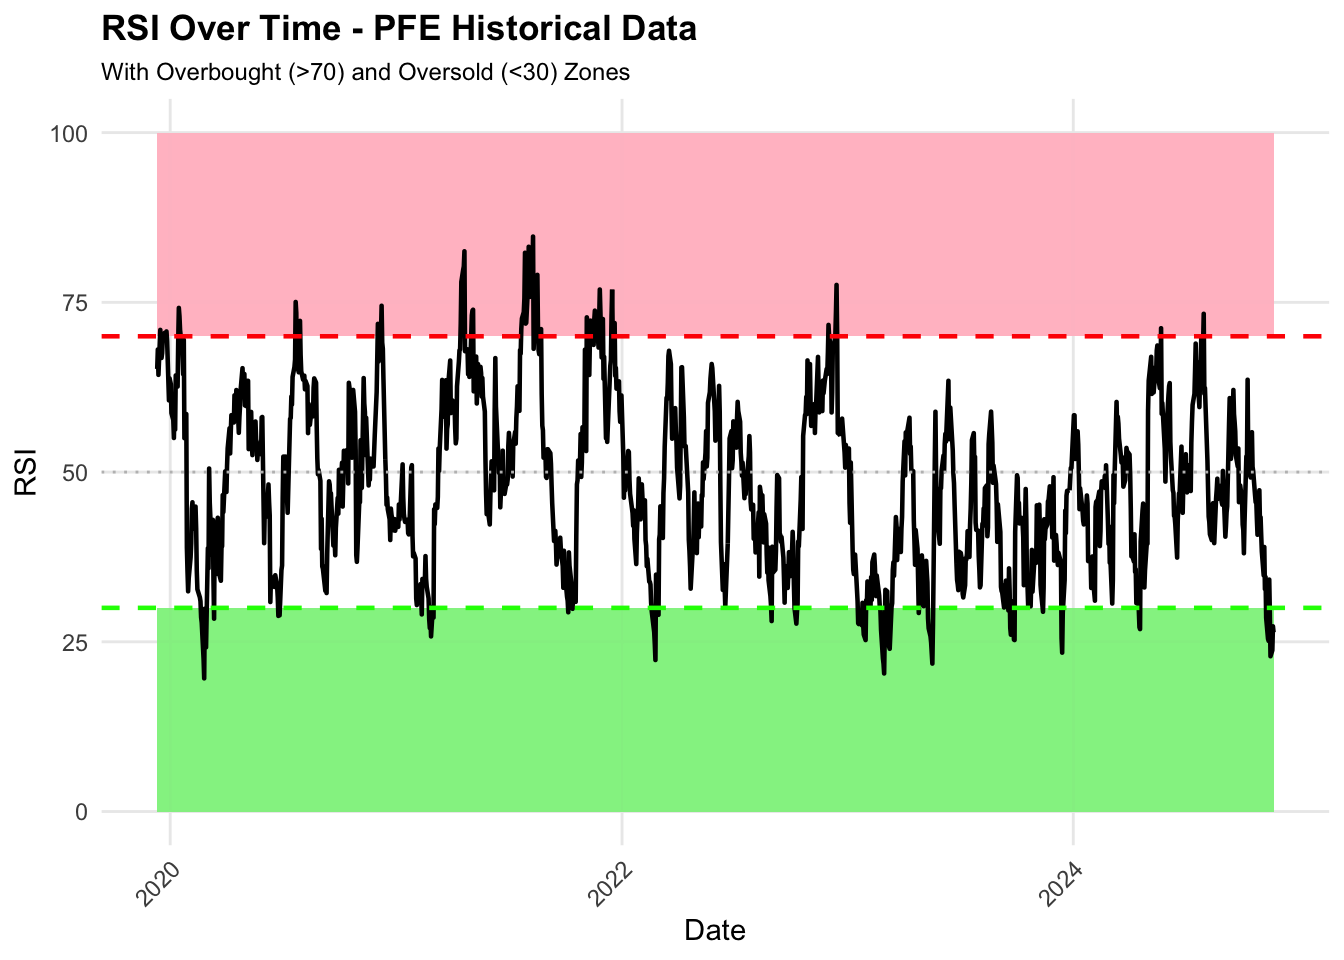 RSI Over Time - PFE Historical Data
With Overbought (>70) and Oversold (<30) Zones
100
75
50
25
0
RSI
2020
2022
2024
Date